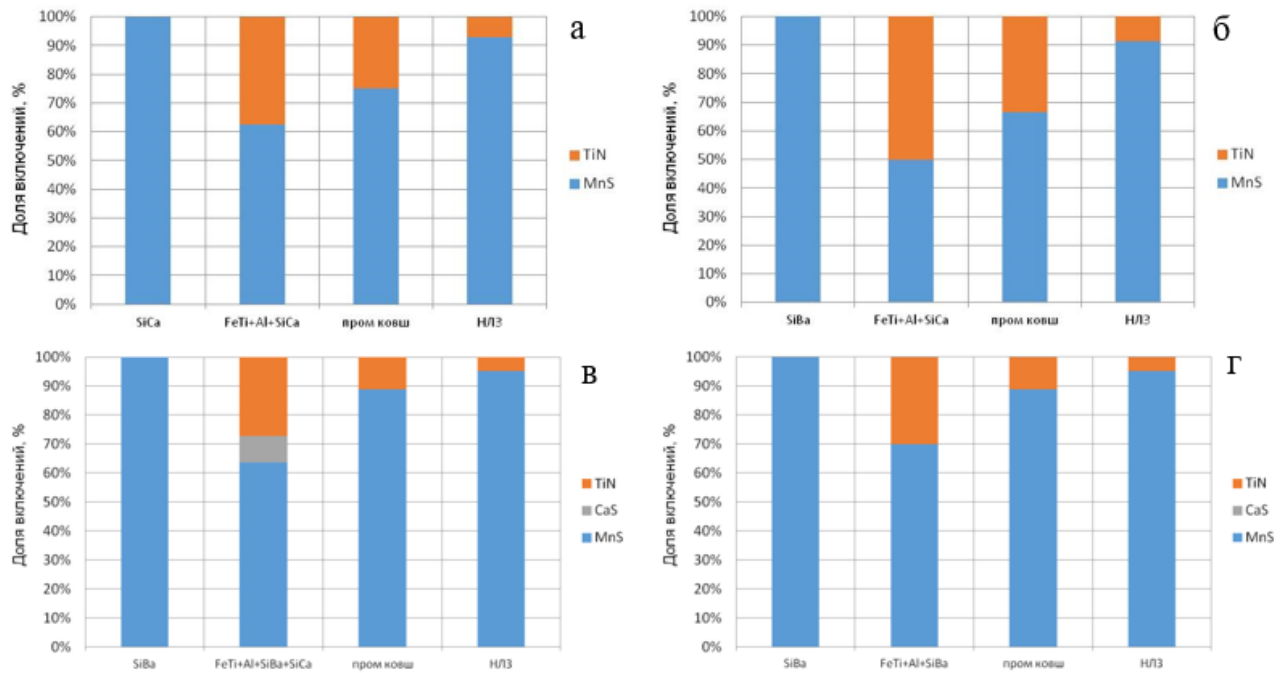 а
Доля включений, %
100%
90%
80%
70%
60%
50%
40%
30%
20%
10%
0%
SiCa
FeTi+Al+SiCa
пром ковш
НЛЗ
TiN
MnS
б
Доля включений, %
100%
90%
80%
70%
60%
50%
40%
30%
20%
10%
0%
SiBa
FeTi+Al+SiCa
пром ковш
НЛЗ
TiN
MnS
в
Доля включений, %
100%
90%
80%
70%
60%
50%
40%
30%
20%
10%
0%
SiBa
FeTi+Al+SiBa+SiCa
пром ковш
НЛЗ
TiN
CaS
MnS
г
Доля включений, %
100%
90%
80%
70%
60%
50%
40%
30%
20%
10%
0%
SiBa
FeTi+Al+SiBa
пром ковш
НЛЗ
TiN
CaS
MnS